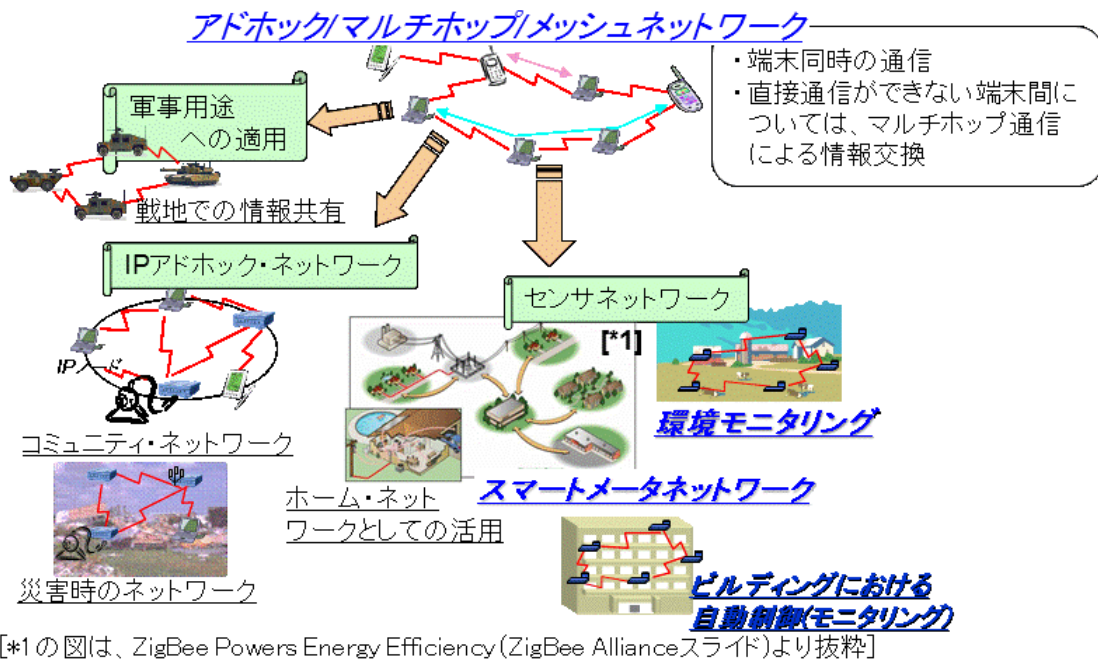 アドホック/マルチホップ/メッシュネットワーク
・端末同時の通信
・直接通信ができない端末間に
ついては、マルチホップ通信
による情報交換
軍事用途
への適用
戦地での情報共有
IPアドホック・ネットワーク
センサネットワーク
[*1]
IPノード
環境モニタリング
コミュニティ・ネットワーク
スマートメータネットワーク
ホーム・ネット
ワークとしての活用
災害時のネットワーク
ビルディングにおける
自動制御(モニタリング)
[*1の図は、ZigBee Powers Energy Efficiency(ZigBee Allianceスライド)より抜粋]